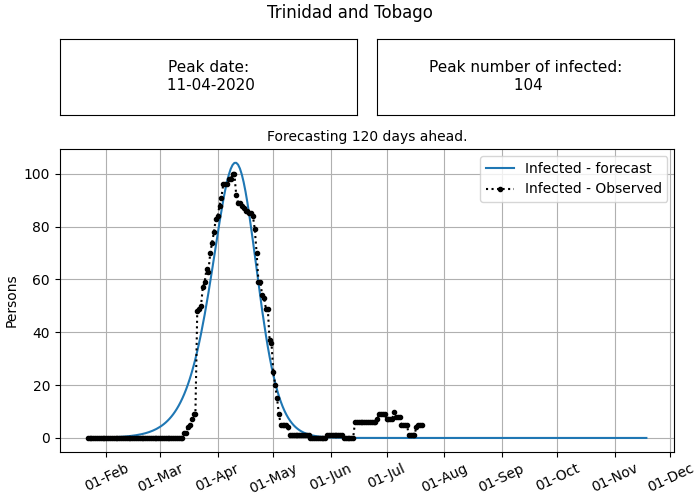 Trinidad and Tobago
Peak date:
11-04-2020
Peak number of infected:
104
Forecasting 120 days ahead.
Infected - forecast
Infected - Observed
Persons
100
80
60
40
20
0
01-Feb
01-Mar
01-Apr
01-May
01-Jun
01-Jul
01-Aug
01-Sep
01-Oct
01-Nov
01-Dec